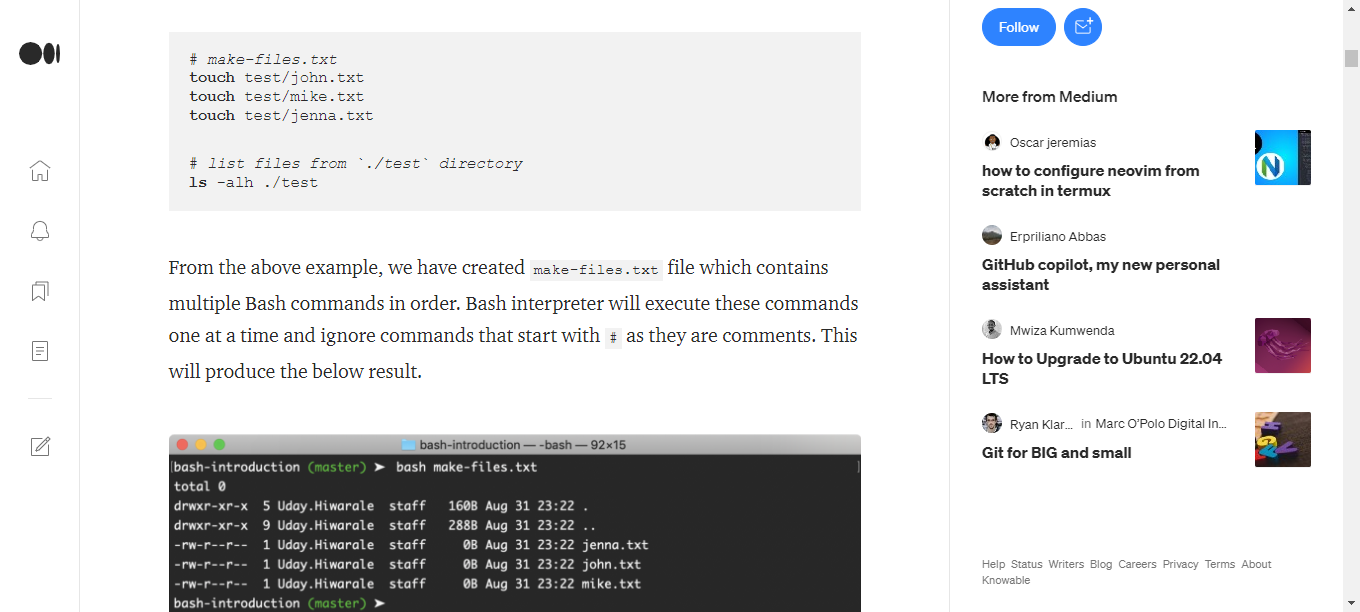 # make-files.txt
touch test/john.txt
touch test/mike.txt
touch test/jenna.txt
# list files from `./test` directory
ls -alh ./test
From the above example, we have created make-files.txt file which contains
multiple Bash commands in order. Bash interpreter will execute these commands
one at a time and ignore commands that start with # as they are comments. This
will produce the below result.
bash-introduction — -bash — 92×15
bash-introduction (master) ➤ bash make-files.txt
total 0
drwxr-xr-x 5 Uday.Hiwarale staff 160B Aug 31 23:22 .
drwxr-xr-x 9 Uday.Hiwarale staff 288B Aug 31 23:22 ..
-rw-r--r-- 1 Uday.Hiwarale staff 0B Aug 31 23:22 jenna.txt
-rw-r--r-- 1 Uday.Hiwarale staff 0B Aug 31 23:22 john.txt
-rw-r--r-- 1 Uday.Hiwarale staff 0B Aug 31 23:22 mike.txt
bash-introduction (master) ➤
Follow
More from Medium
Oscar jeremias
how to configure neovim from
scratch in termux
Erpriliano Abbas
GitHub copilot, my new personal
assistant
Mwiza Kumwenda
How to Upgrade to Ubuntu 22.04
LTS
Ryan Klar... in Marc O'Polo Digital In...
Git for BIG and small
Help Status Writers Blog Careers Privacy Terms About
Knowable